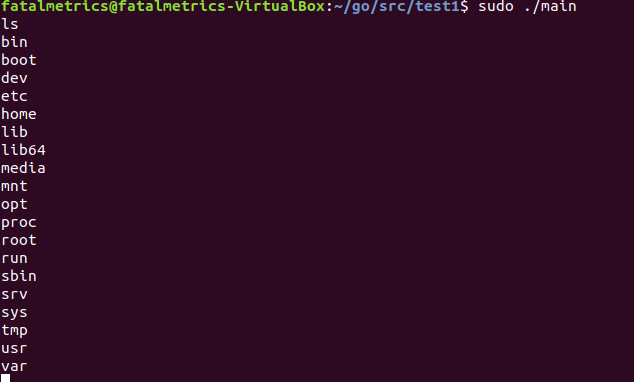 fatalmetrics@fatalmetrics-VirtualBox:~/go/src/test1$ sudo ./main
ls
bin
boot
dev
etc
home
lib
lib64
media
mnt
opt
proc
root
run
sbin
srv
sys
tmp
usr
var